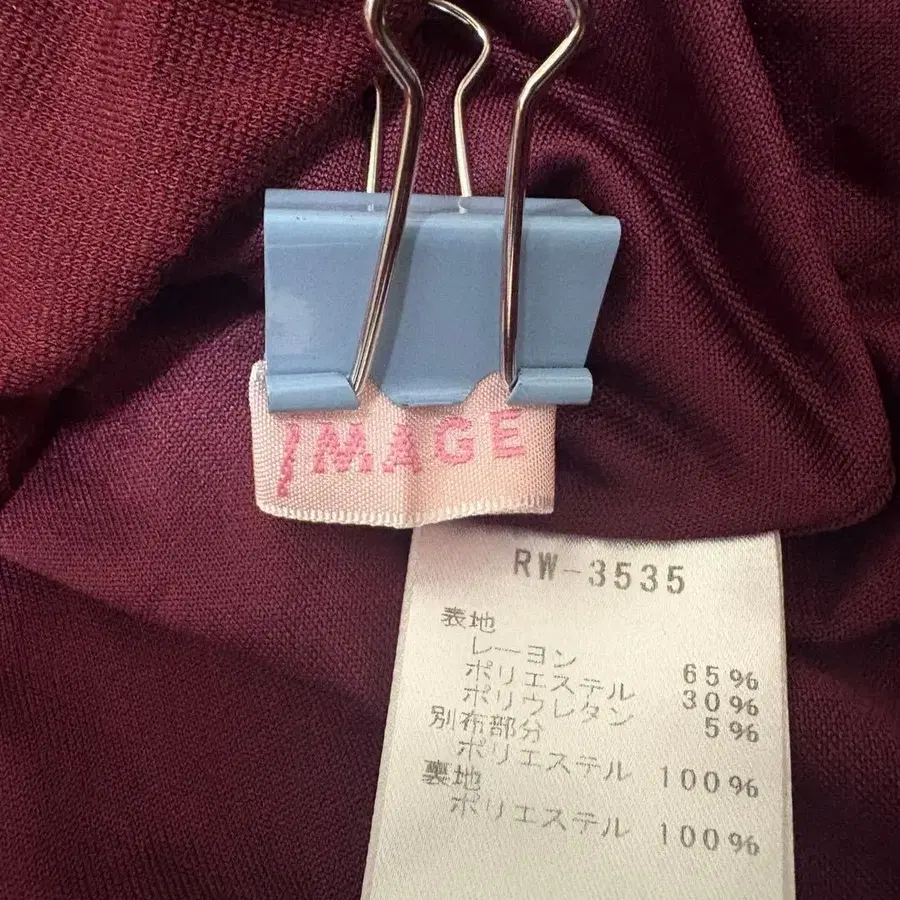 IMAGE
RW-3535
表地
レーヨン 65%
ポリエステル 30%
ポリウレタン 5%
別布部分
ポリエステル 100%
裏地
ポリエステル 100%